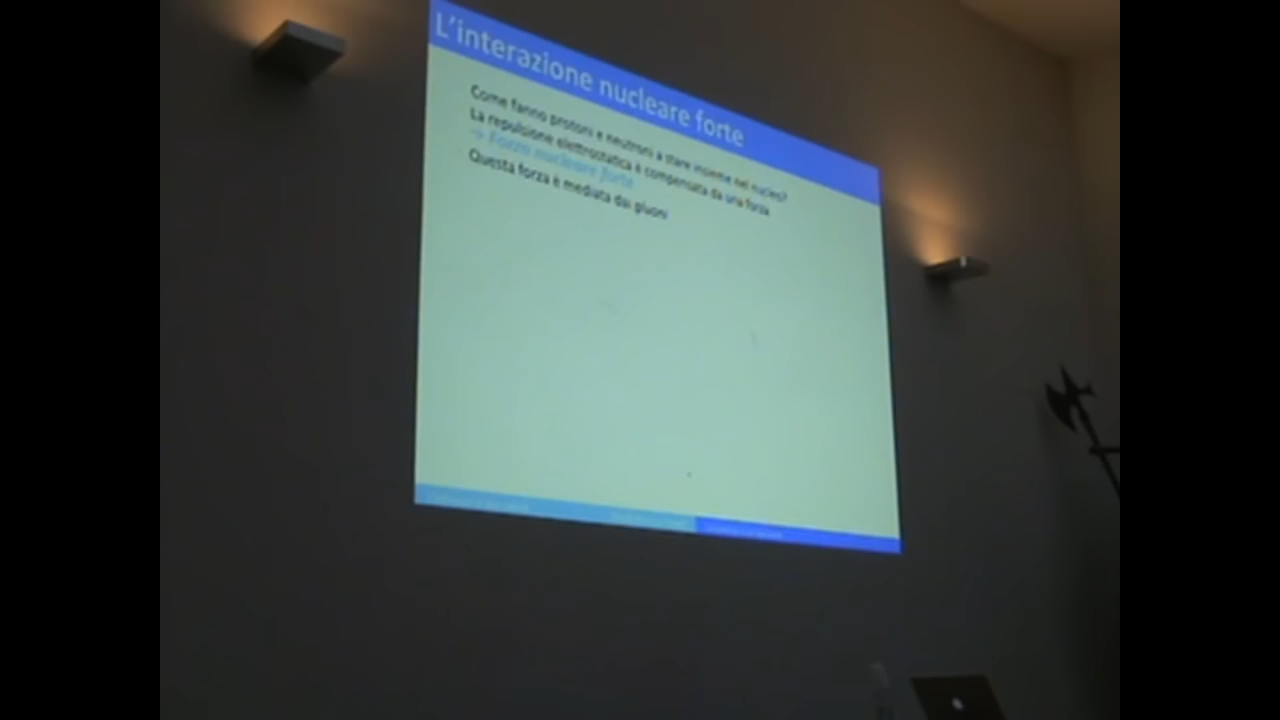 L'interazione nucleare forte
Come fanno protoni e neutroni a stare insieme nel nucleo?
La repulsione elettrostatica è compensata da una forza
→ Forza nucleare forte
Questa forza è mediata dai gluoni